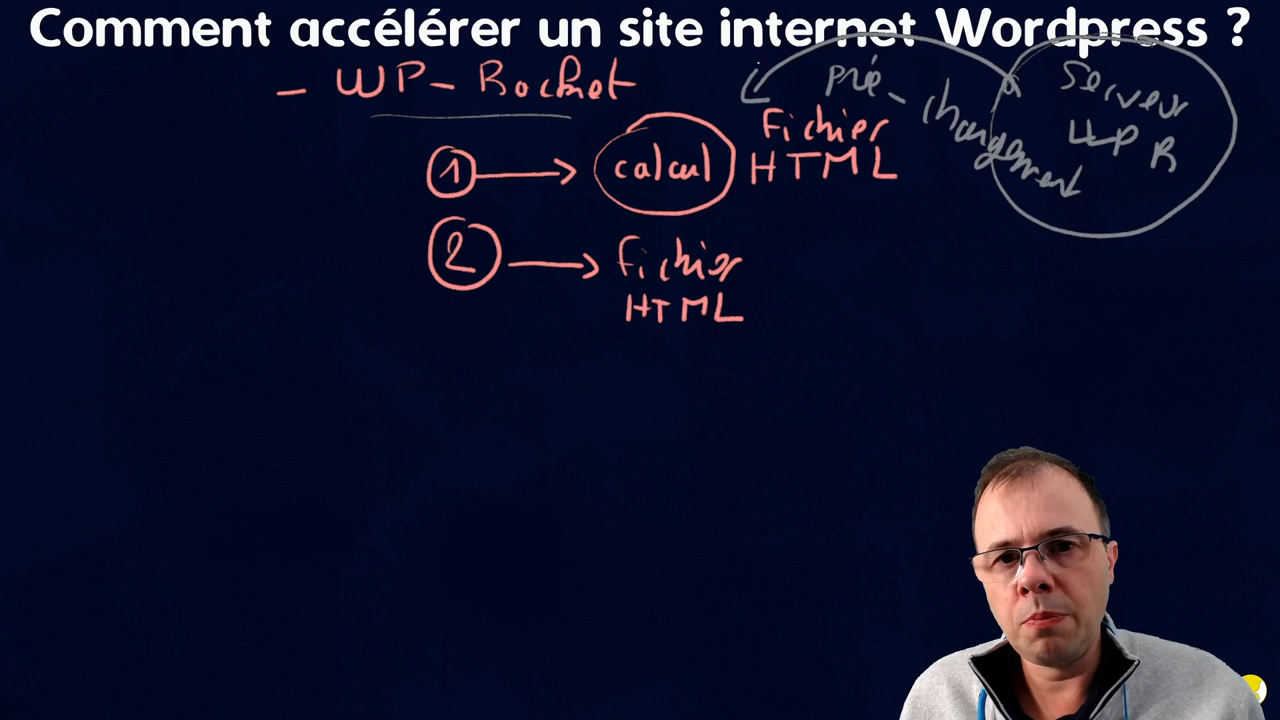 Comment accélérer un site internet Wordpress ?
- WP-Rocket
pré-chargement
Serveur
WP R
1 → calcul
Fichier
HTML
2 → Fichier
HTML